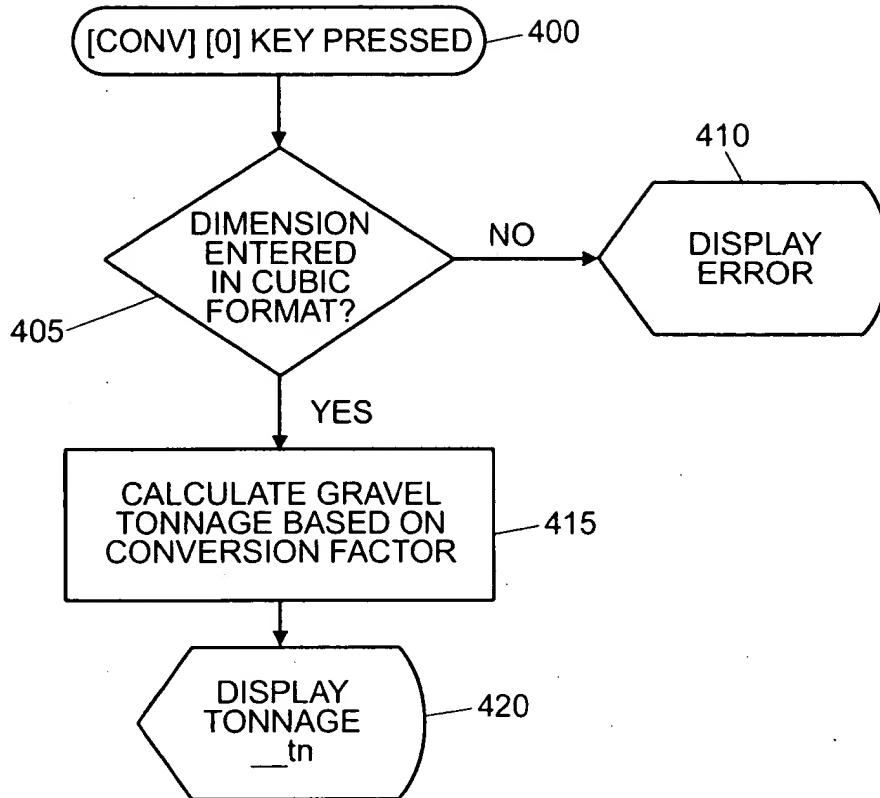 [CONV] [0] KEY PRESSED
400
DIMENSION
ENTERED
IN CUBIC
FORMAT?
405
NO
410
DISPLAY
ERROR
YES
CALCULATE GRAVEL
TONNAGE BASED ON
CONVERSION FACTOR
415
DISPLAY
TONNAGE
__tn
420